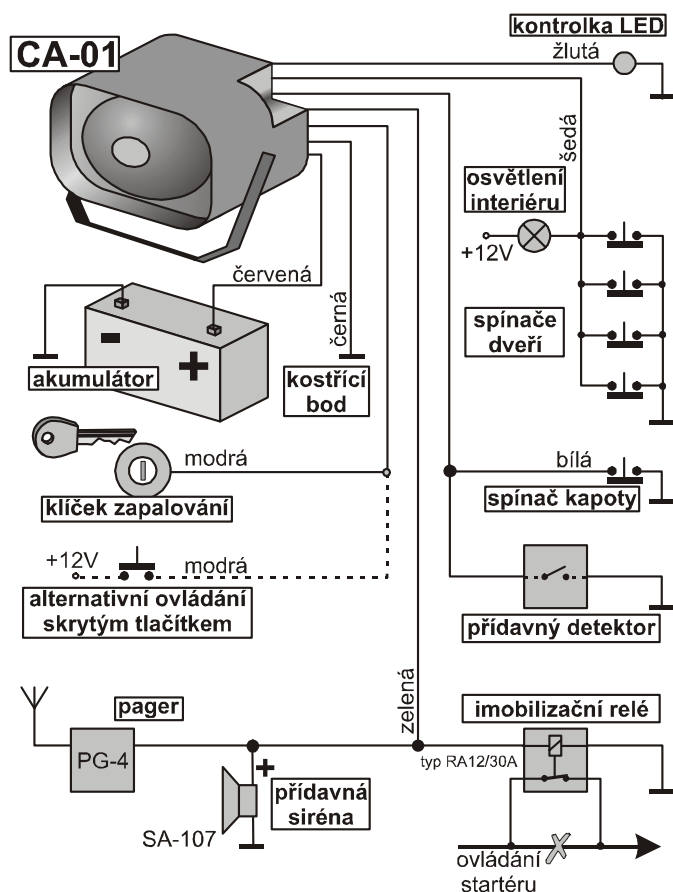 CA-01
kontrolka LED
žlutá
šedá
osvětlení
interiéru
+12V
červená
černá
spínače
dveří
akumulátor
kostřící
bod
modrá
bílá
klíček zapalování
spínač kapoty
+12V
modrá
alternativní ovládání
skrytým tlačítkem
přídavný detektor
zelená
pager
imobilizační relé
PG-4
typ RA12/30A
+
přídavná
siréna
SA-107
ovládání
startéru